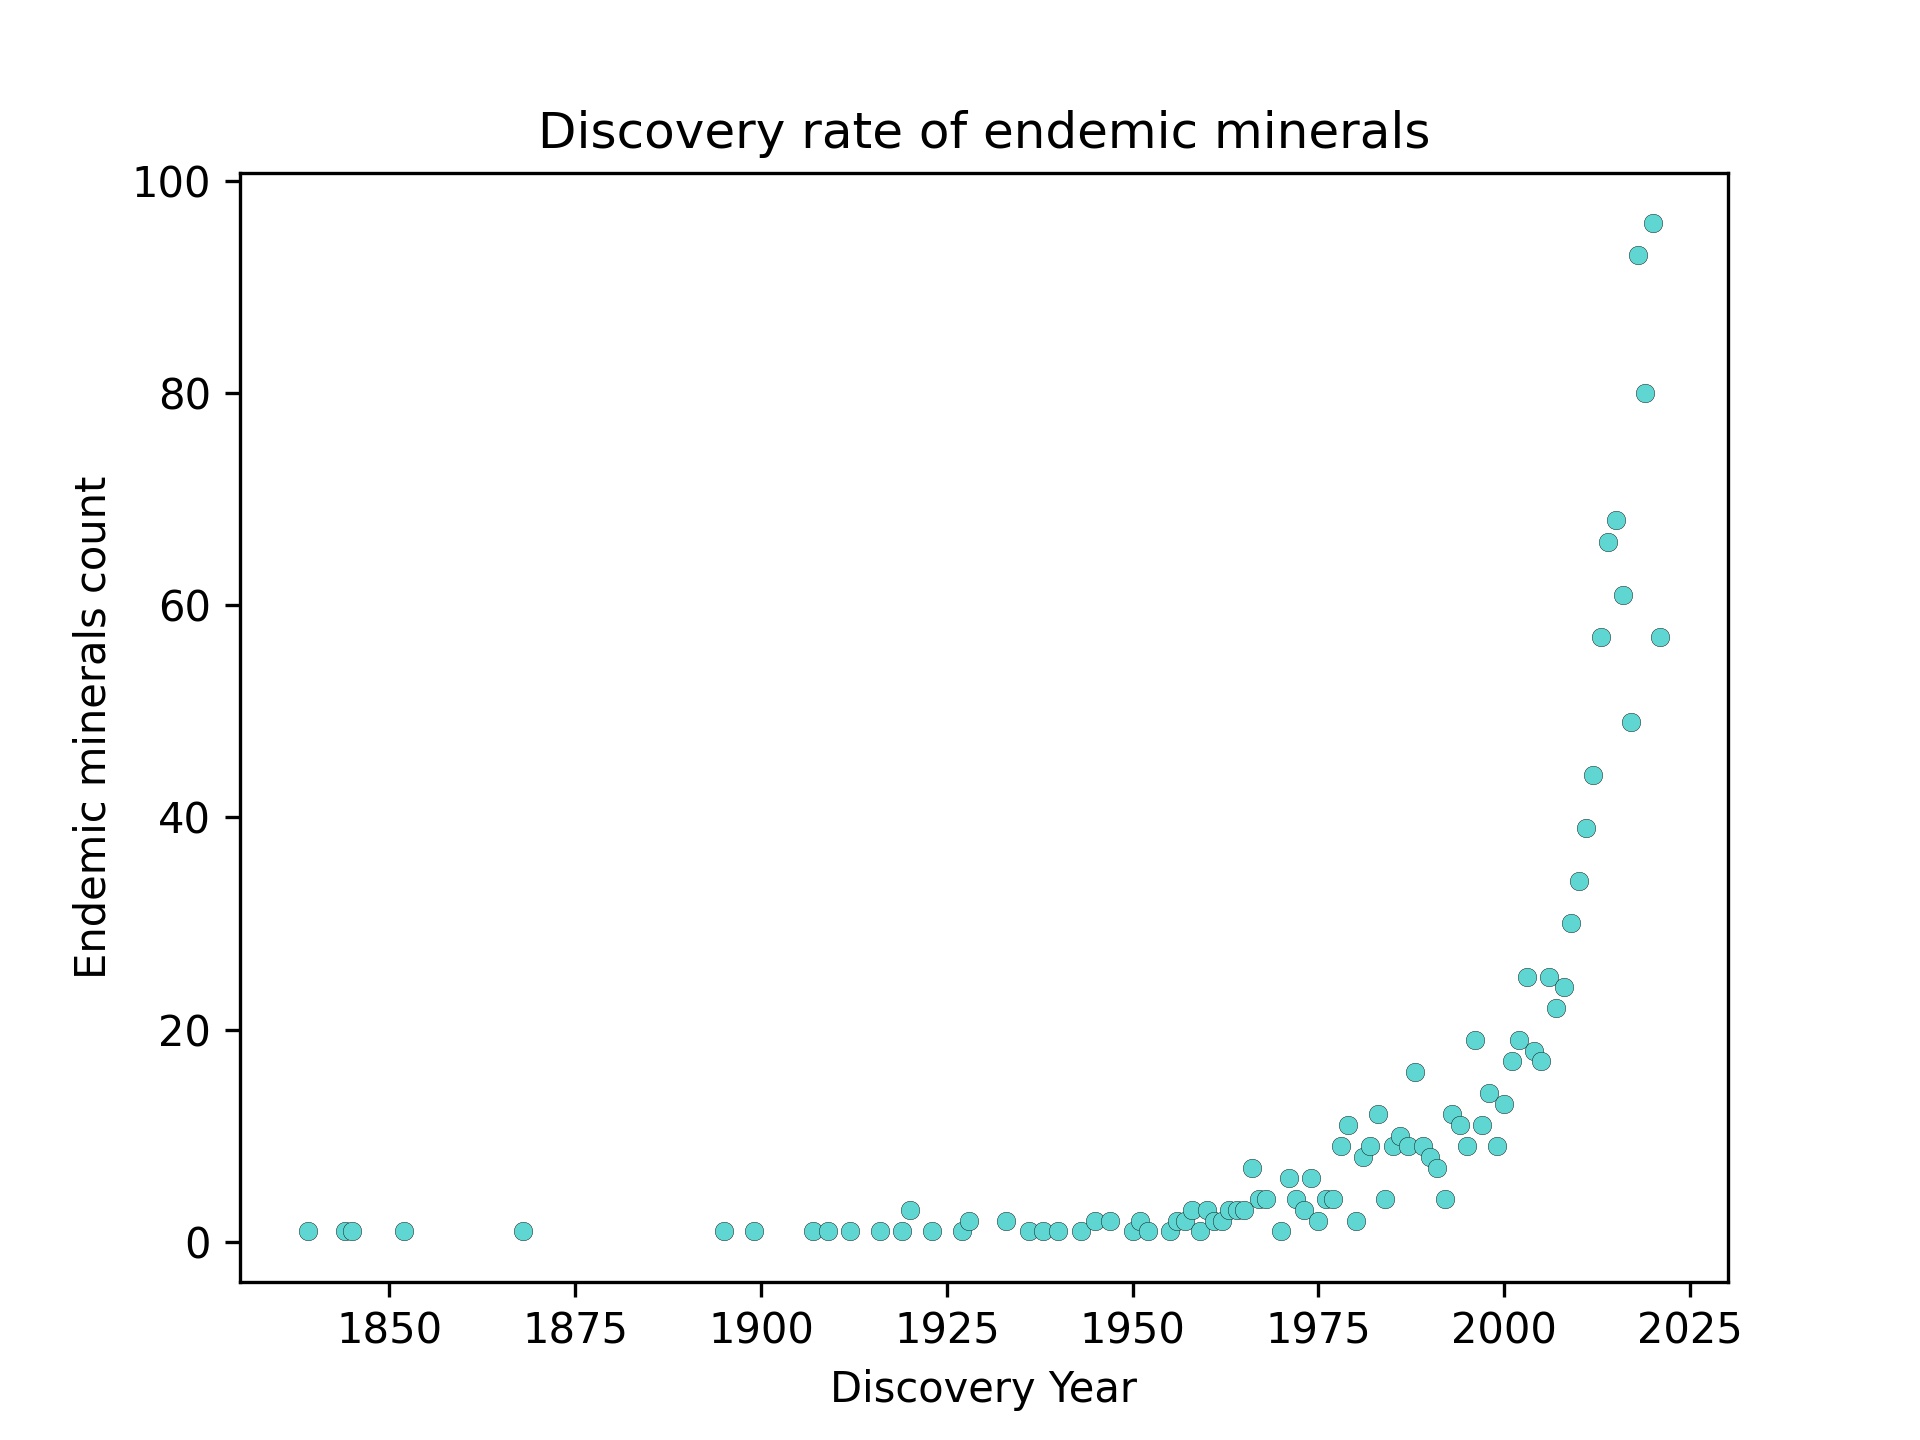 Discovery rate of endemic minerals
100
80
60
40
20
0
Endemic minerals count
1850 1875 1900 1925 1950 1975 2000 2025
Discovery Year